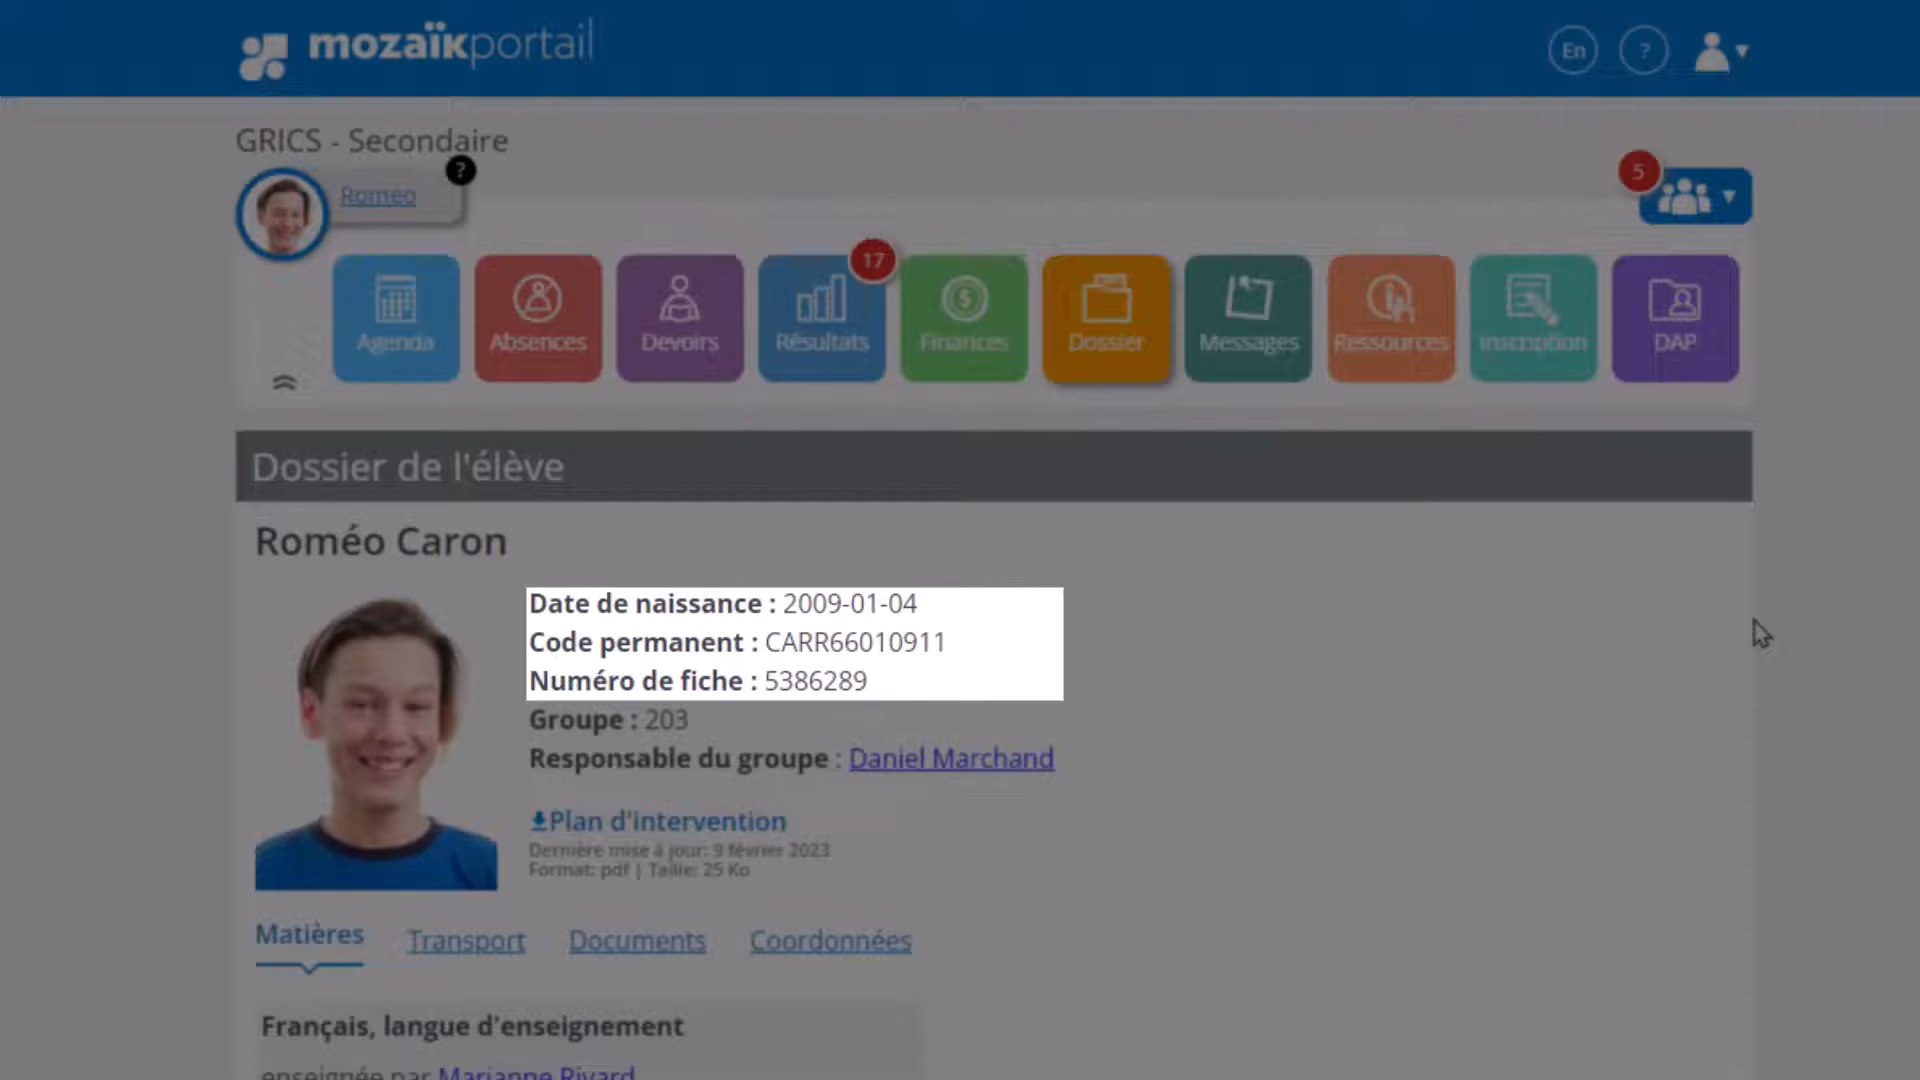 mozaïkportail
En
?
GRICS - Secondaire
?
Roméo
5
17
Agenda
Absences
Devoirs
Résultats
Finances
Dossier
Messages
Ressources
Inscription
DAP
Dossier de l'élève
Roméo Caron
Date de naissance : 2009-01-04
Code permanent : CARR66010911
Numéro de fiche : 5386289
Groupe : 203
Responsable du groupe : Daniel Marchand
Plan d'intervention
Dernière mise à jour: 9 février 2023
Format: pdf | Taille: 25 Ko
Matières
Transport
Documents
Coordonnées
Français, langue d'enseignement
enseignée par Marianne Rivard